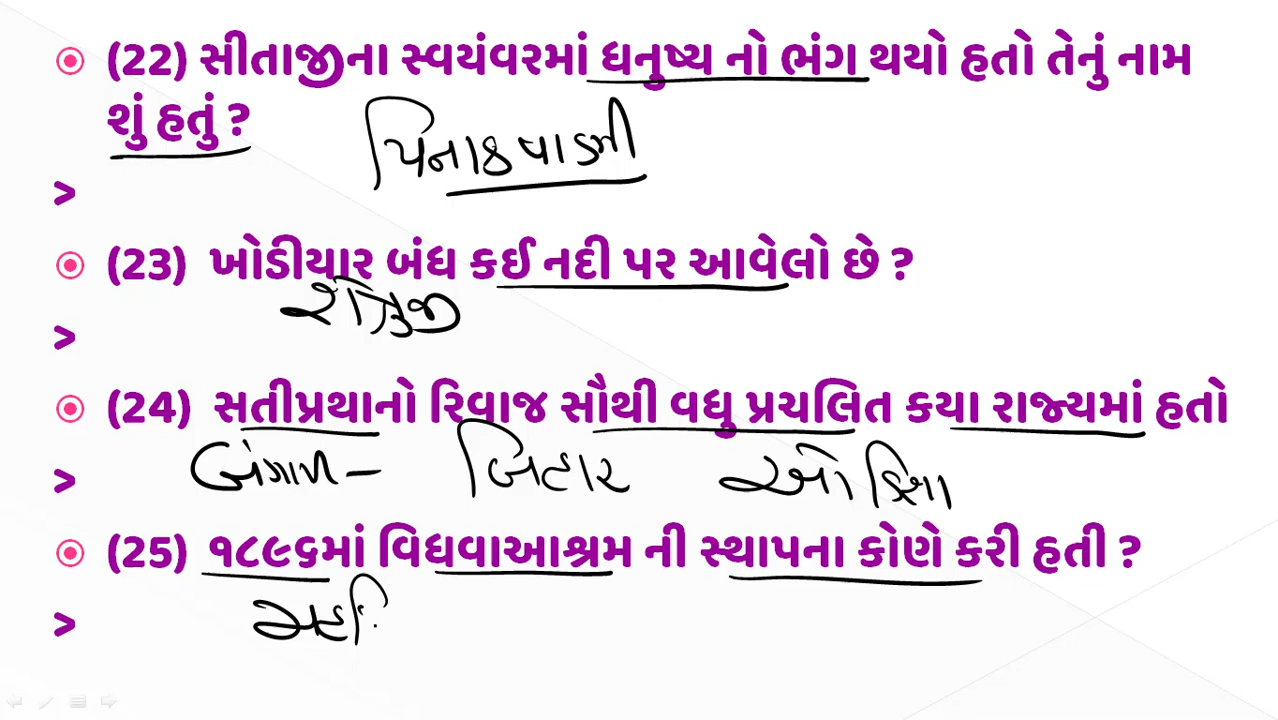 (22) સીતાજીના સ્વયંવરમાં ધનુષ્ય નો ભંગ થયો હતો તેનું નામ
શું હતું ?
પિનાકપાણી
>
(23) ખોડીયાર બંધ કઈ નદી પર આવેલો છે ?
શેત્રુજી
>
(24) સતીપ્રથાનો રિવાજ સૌથી વધુ પ્રચલિત કયા રાજ્યમાં હતો
> બંગાળ – બિહાર ઓરિસ્સા
(25) ૧૮૯૬માં વિધવાઆશ્રમ ની સ્થાપના કોણે કરી હતી ?
> મહર્ષિ